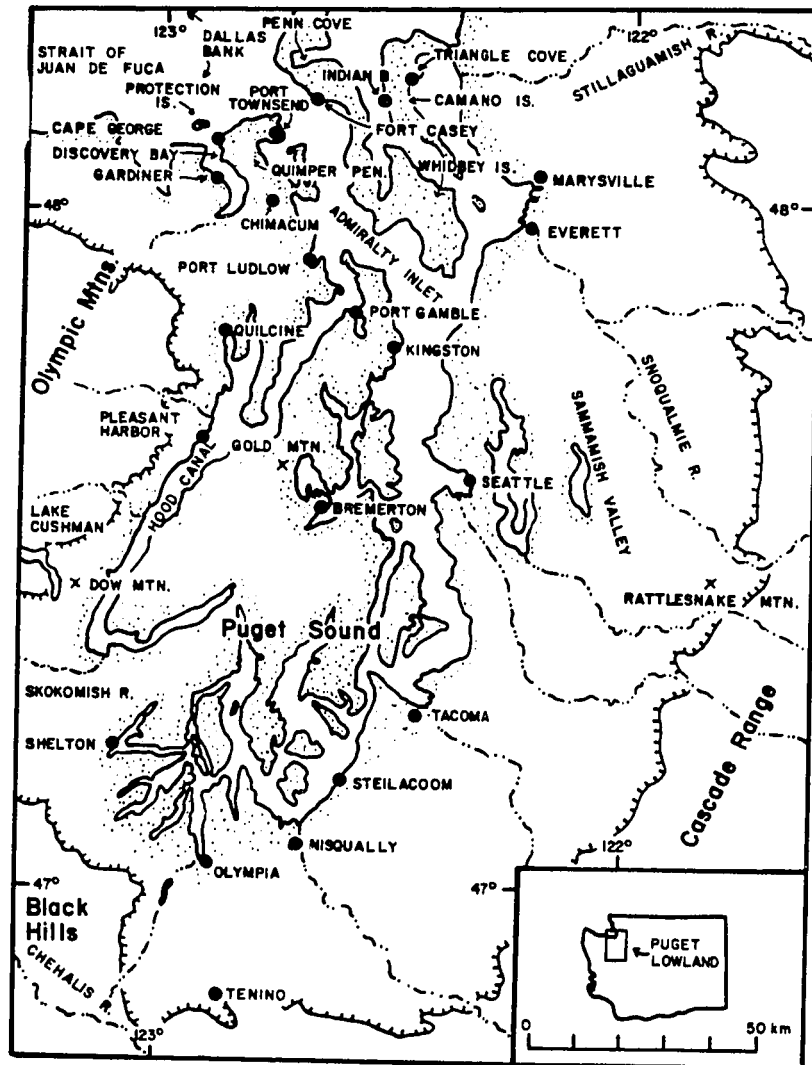 123°
122°
DALLAS
BANK
PENN COVE
STRAIT OF
JUAN DE FUCA
INDIAN B.
TRIANGLE COVE
STILLAGUAMISH R.
PROTECTION
IS.
PORT
TOWNSEND
CAMANO IS.
CAPE GEORGE
FORT CASEY
DISCOVERY BAY
QUIMPER PEN.
WHIDBEY IS.
GARDINER
MARYSVILLE
48°
48°
CHIMACUM
ADMIRALTY INLET
EVERETT
PORT LUDLOW
Olympic Mtns.
PORT GAMBLE
QUILCINE
KINGSTON
SNOQUALMIE R.
PLEASANT
HARBOR
SAMMAMISH VALLEY
HOOD CANAL
GOLD MTN.
SEATTLE
LAKE
CUSHMAN
BREMERTON
DOW MTN.
RATTLESNAKE MTN.
Puget Sound
SKOKOMISH R.
TACOMA
SHELTON
Cascade Range
STEILACOOM
NISQUALLY
OLYMPIA
122°
47°
47°
Black
Hills
PUGET
LOWLAND
CHEHALIS R.
TENINO
0
50 km
123°